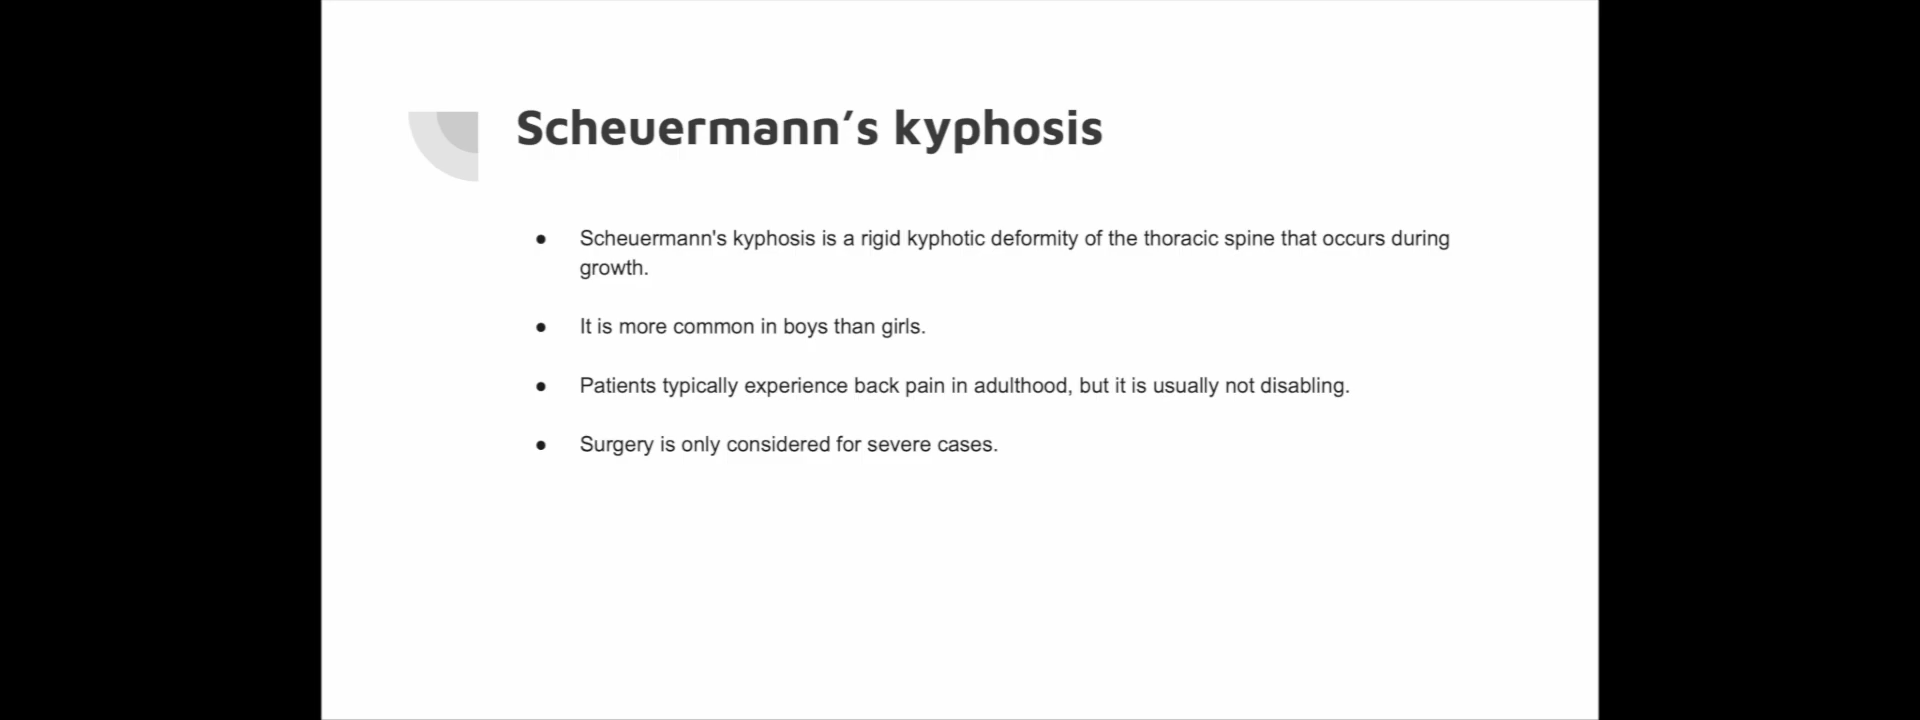 Scheuermann’s kyphosis
● Scheuermann's kyphosis is a rigid kyphotic deformity of the thoracic spine that occurs during
growth.
● It is more common in boys than girls.
● Patients typically experience back pain in adulthood, but it is usually not disabling.
● Surgery is only considered for severe cases.